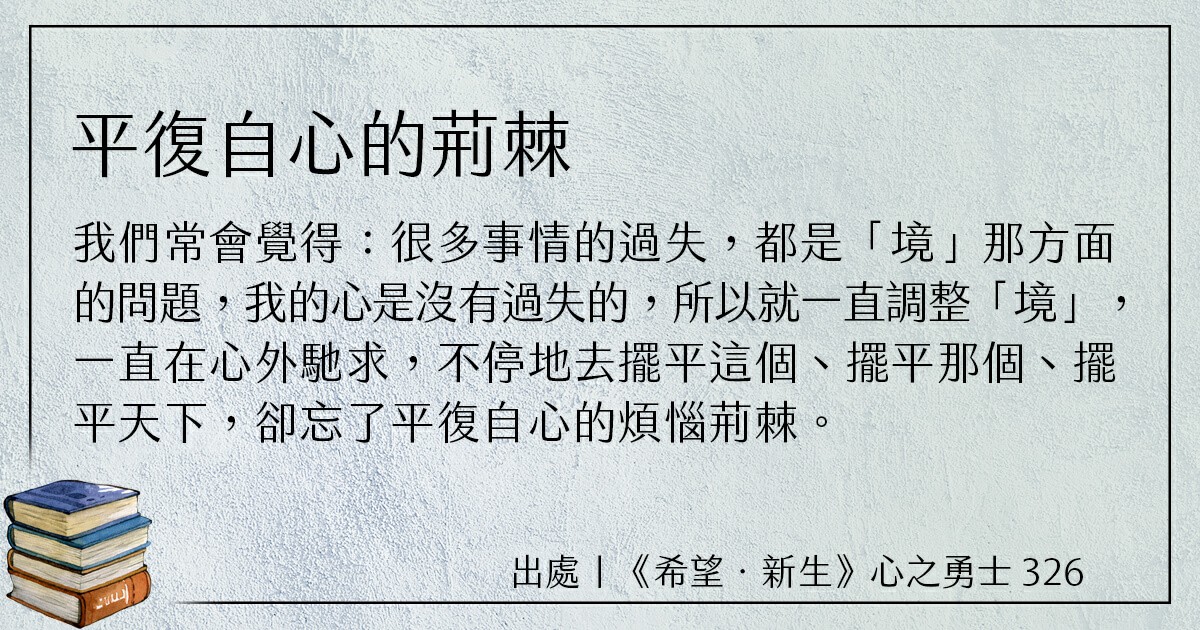 平復自心的荊棘
我們常會覺得：很多事情的過失，都是「境」那方面
的問題，我的心是沒有過失的，所以就一直調整「境」，
一直在心外馳求，不停地去擺平這個、擺平那個、擺
平天下，卻忘了平復自心的煩惱荊棘。
出處｜《希望．新生》心之勇士 326